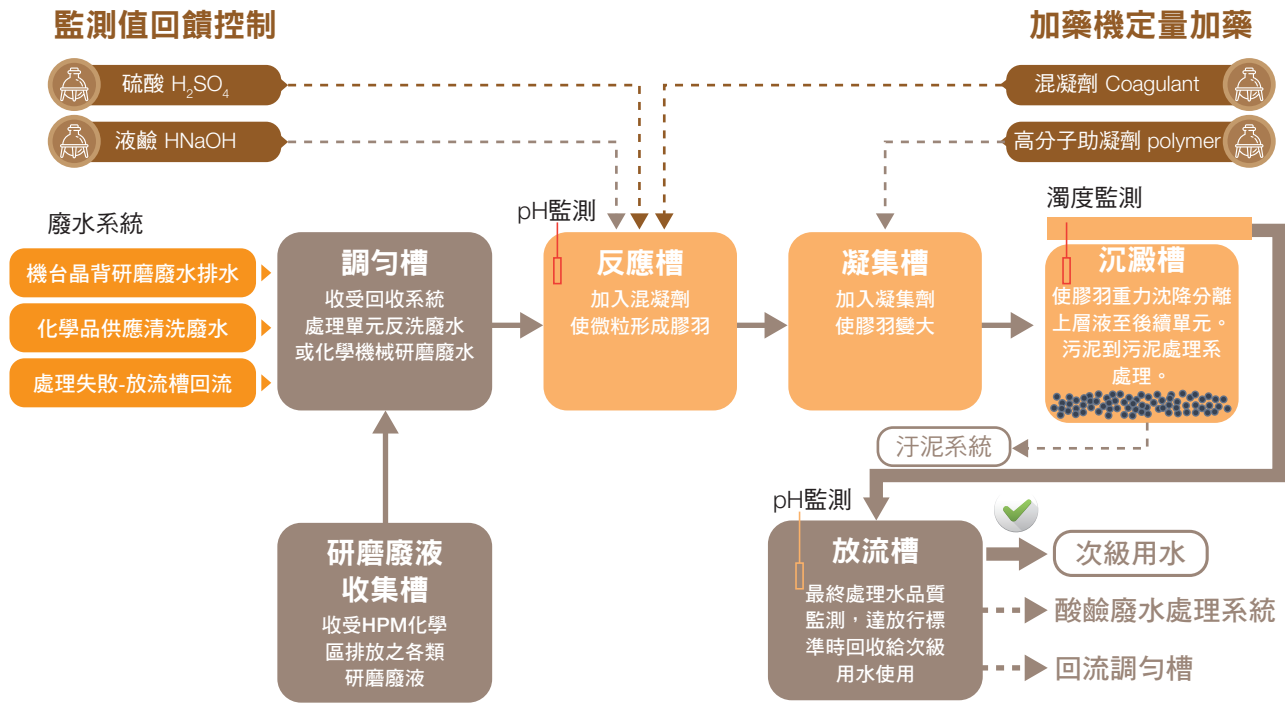 監測值回饋控制
加藥機定量加藥
硫酸 H₂SO₄
混凝劑 Coagulant
液鹼 HNaOH
高分子助凝劑 polymer
廢水系統
機台晶背研磨廢水排水
化學品供應清洗廢水
處理失敗-放流槽回流
調勻槽
收受回收系統
處理單元反洗廢水
或化學機械研磨廢水
pH監測
反應槽
加入混凝劑
使微粒形成膠羽
凝集槽
加入凝集劑
使膠羽變大
濁度監測
沉澱槽
使膠羽重力沈降分離
上層液至後續單元。
污泥到污泥處理系
處理。
汙泥系統
研磨廢液
收集槽
收受HPM化學
區排放之各類
研磨廢液
pH監測
放流槽
最終處理水品質
監測，達放行標
準時回收給次級
用水使用
次級用水
酸鹼廢水處理系統
回流調勻槽